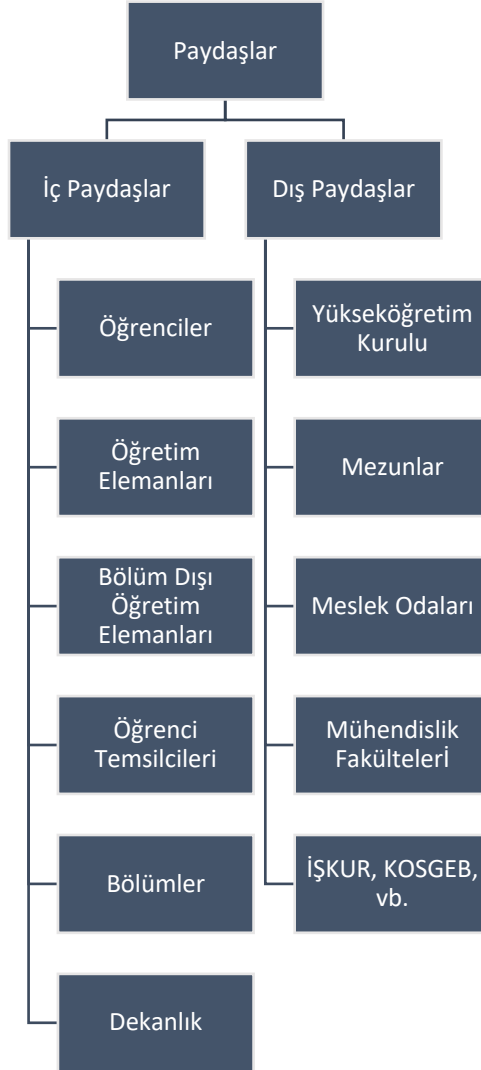 Paydaşlar
İç Paydaşlar
Öğrenciler
Öğretim
Elemanları
Bölüm Dışı
Öğretim
Elemanları
Öğrenci
Temsilcileri
Bölümler
Dekanlık
Dış Paydaşlar
Yükseköğretim
Kurulu
Mezunlar
Meslek Odaları
Mühendislik
Fakültelerİ
İŞKUR, KOSGEB,
vb.